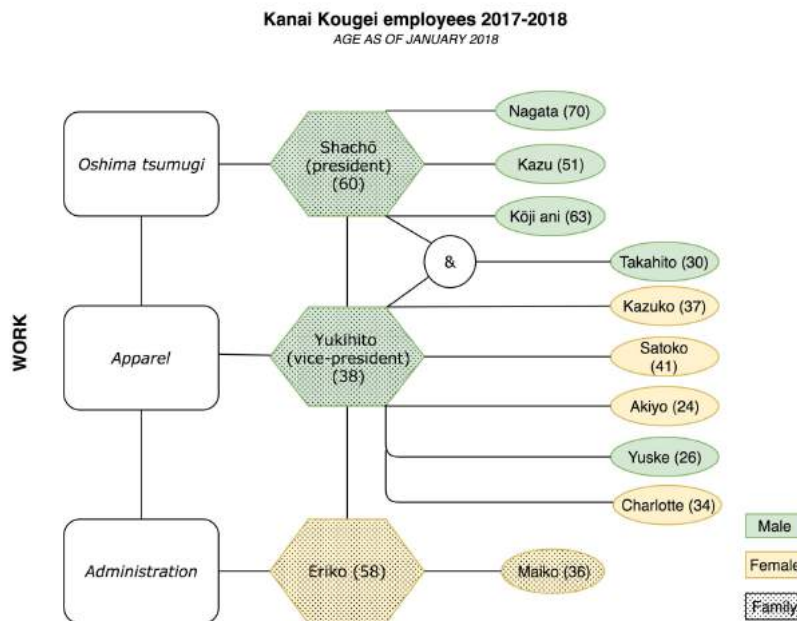 Kanai Kougei employees 2017-2018
AGE AS OF JANUARY 2018
WORK
Oshima tsumugi
Shachō
(president)
(60)
Nagata (70)
Kazu (51)
Kōji ani (63)
&
Takahito (30)
Apparel
Yukihito
(vice-president)
(38)
Kazuko (37)
Satoko
(41)
Akiyo (24)
Yuske (26)
Charlotte (34)
Administration
Eriko (58)
Maiko (36)
Male
Female
Family